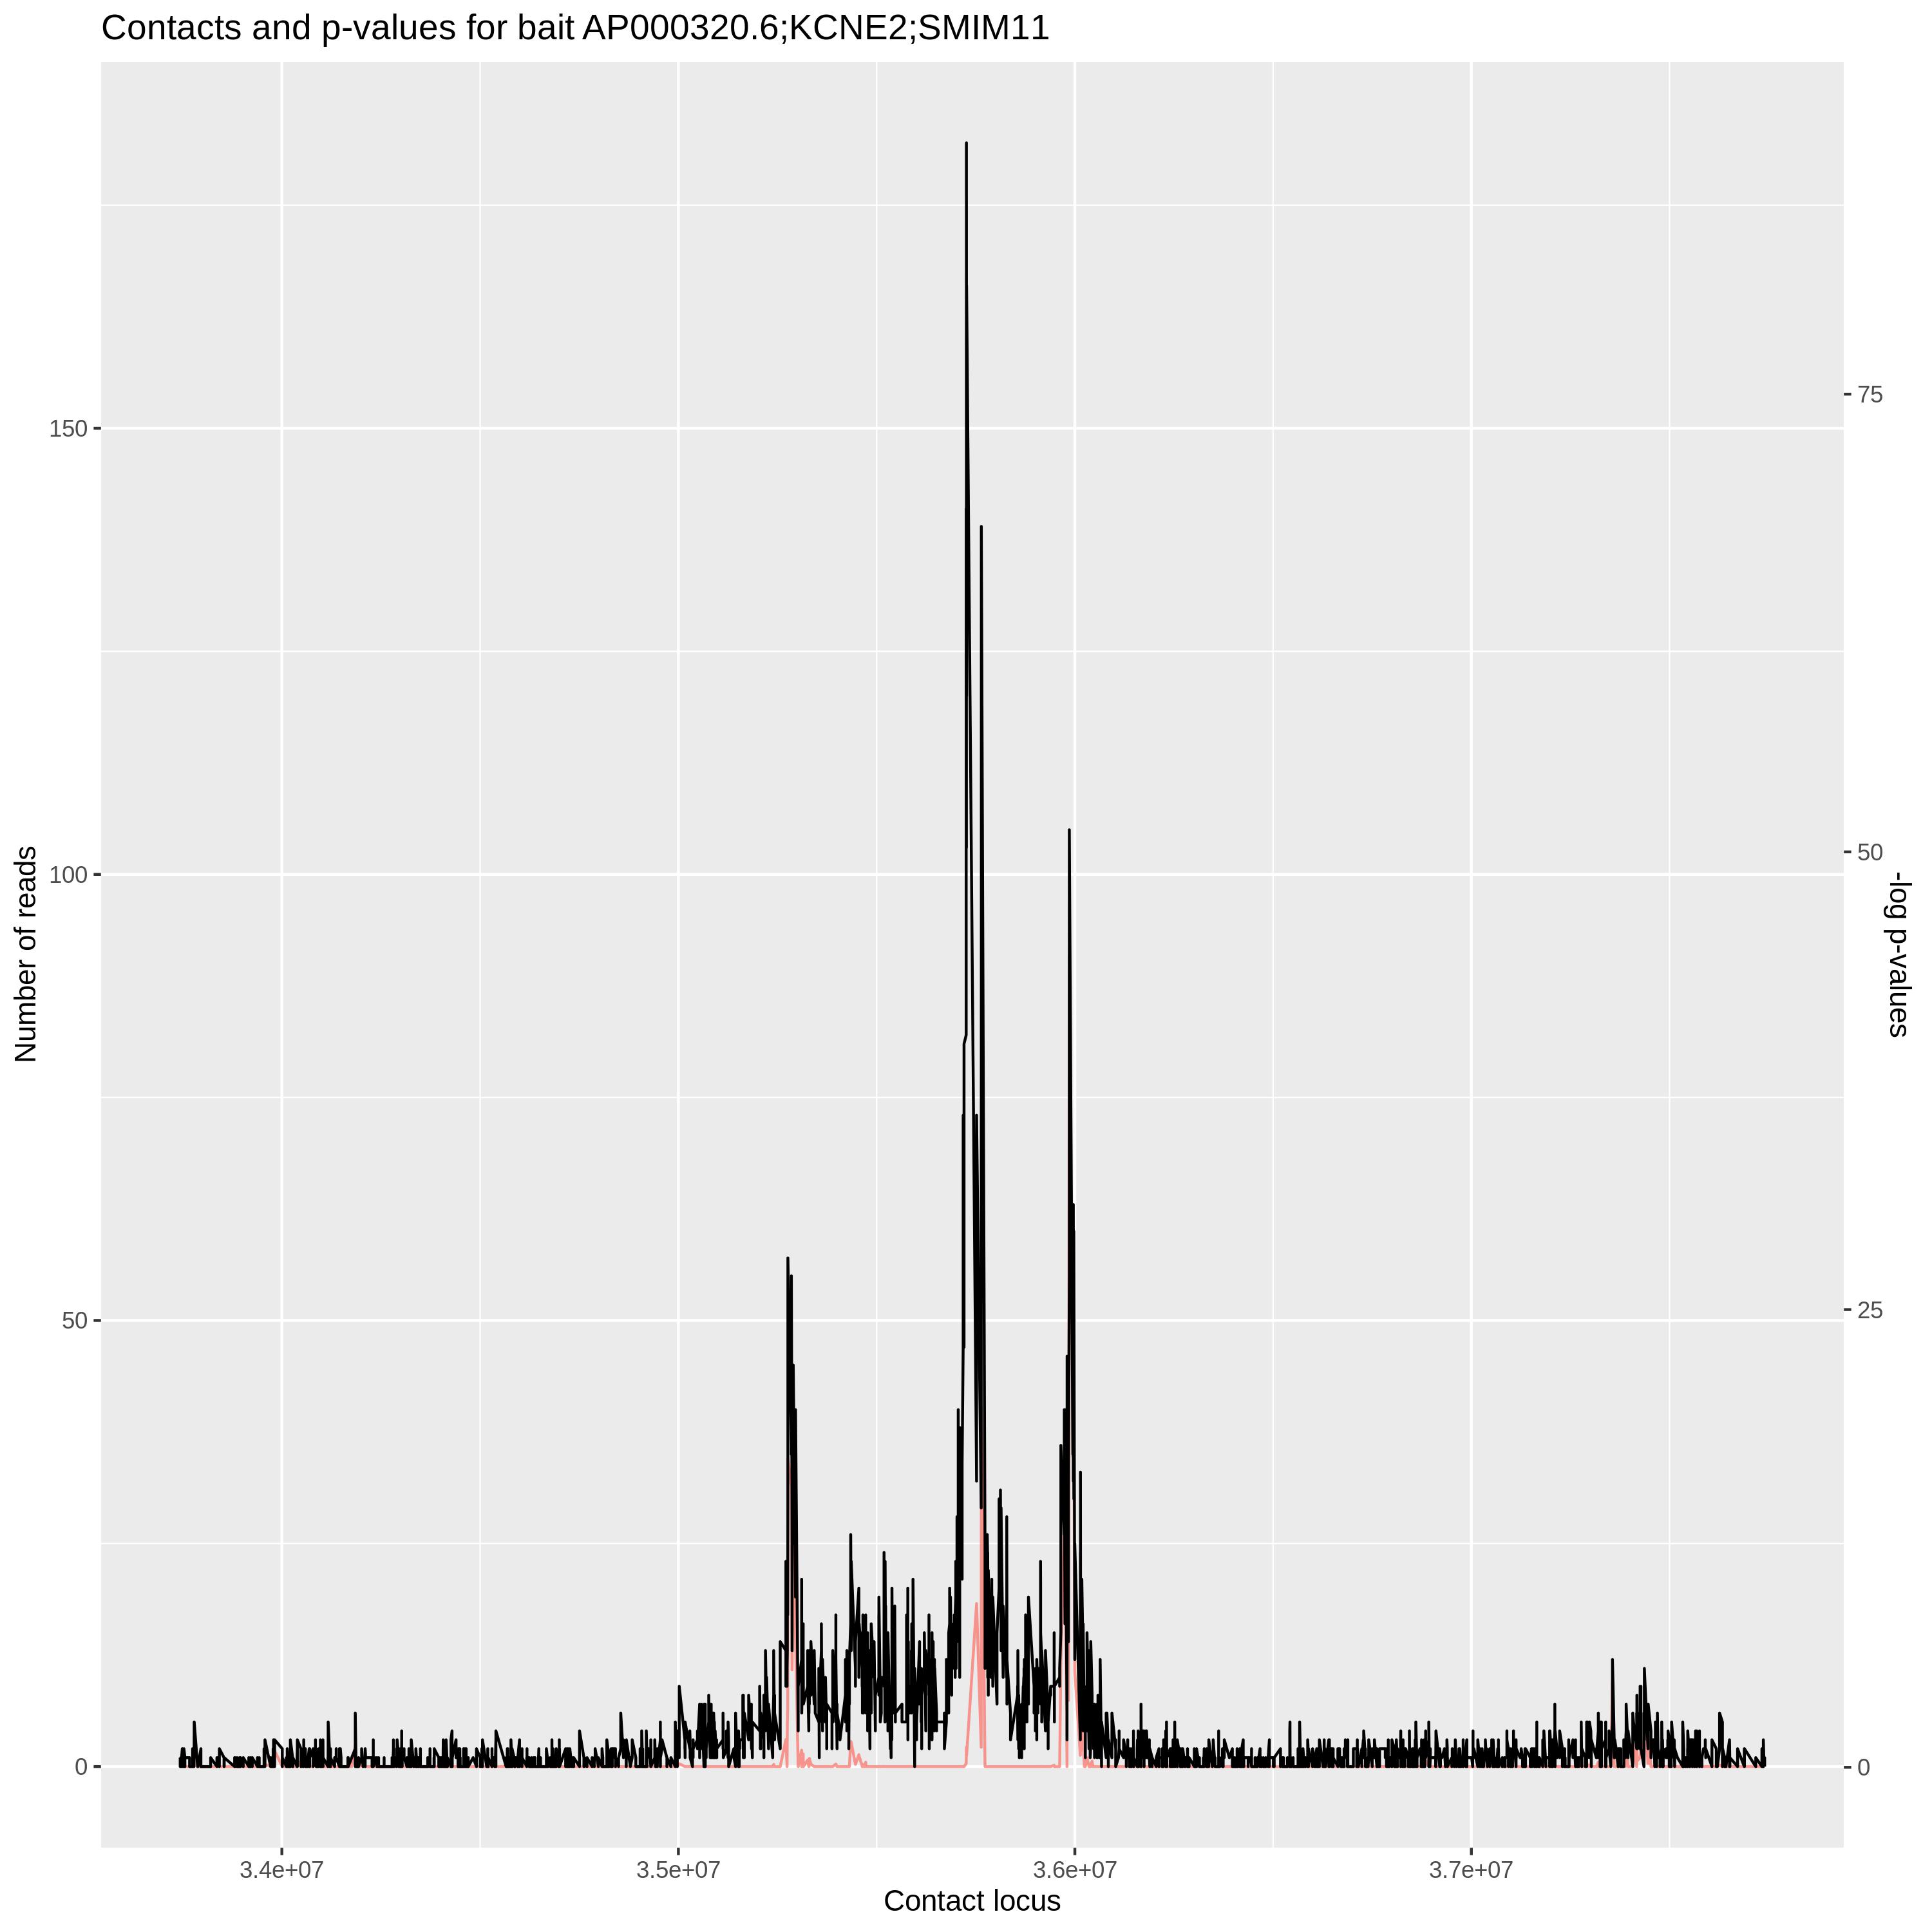 Contacts and p-values for bait AP000320.6;KCNE2;SMIM11
150
100
50
0
Number of reads
75
50
25
0
-log p-values
3.4e+07
3.5e+07
3.6e+07
3.7e+07
Contact locus